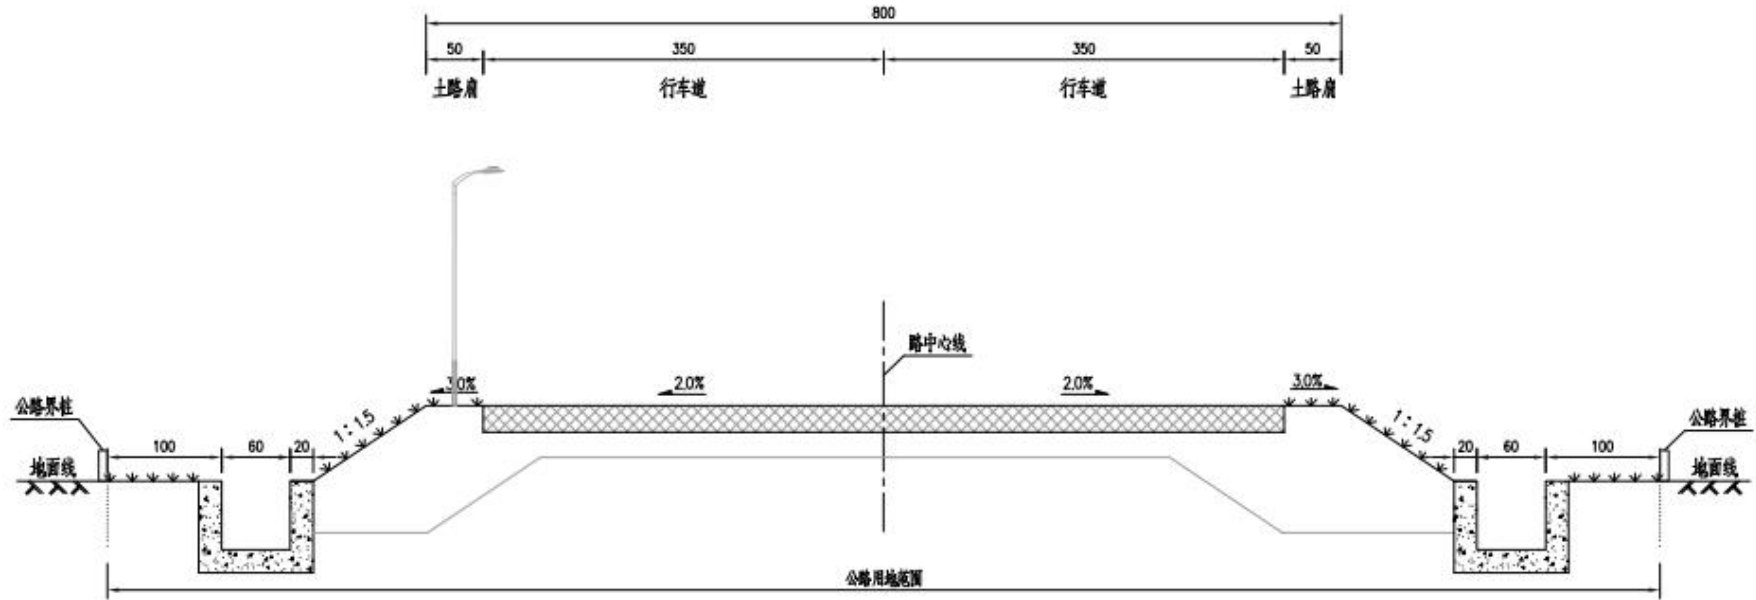 800
50 350 350 50
土路肩 行车道 行车道 土路肩
路中心线
3.0% 2.0% 2.0% 3.0%
公路界桩 1:1.5 1:1.5 公路界桩
100 60 20 20 60 100
地面线 地面线
公路用地范围